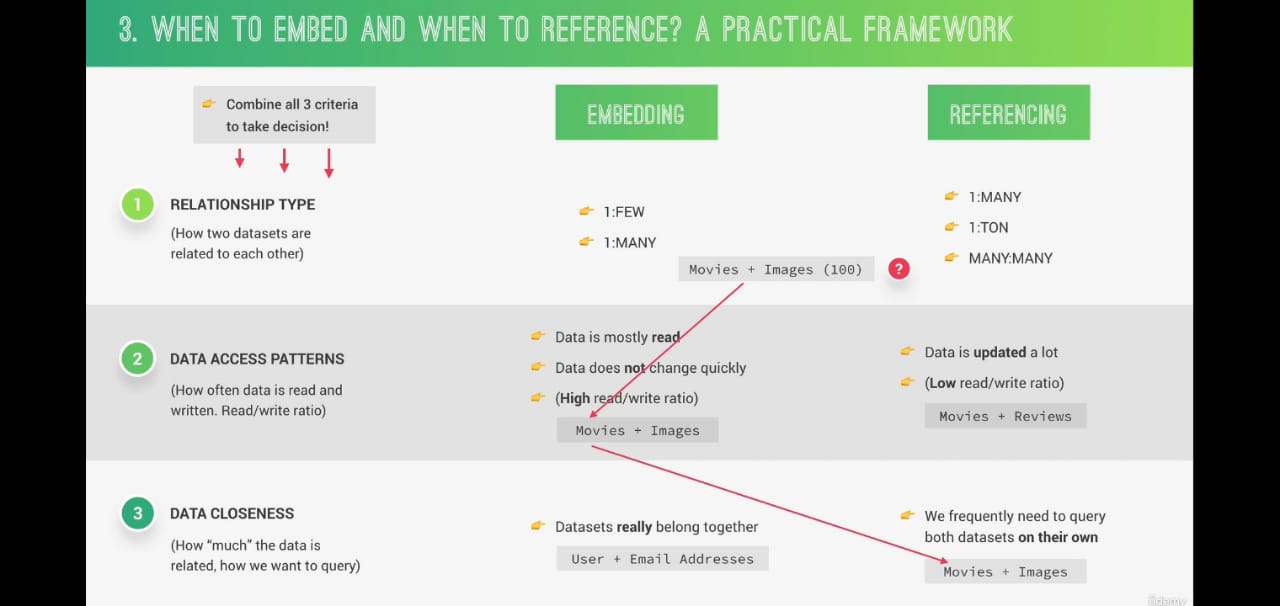 3. WHEN TO EMBED AND WHEN TO REFERENCE? A PRACTICAL FRAMEWORK
Combine all 3 criteria
to take decision!
EMBEDDING
REFERENCING
1
RELATIONSHIP TYPE
(How two datasets are
related to each other)
1:FEW
1:MANY
Movies + Images (100)
?
1:MANY
1:TON
MANY:MANY
2
DATA ACCESS PATTERNS
(How often data is read and
written. Read/write ratio)
Data is mostly read
Data does not change quickly
(High read/write ratio)
Movies + Images
Data is updated a lot
(Low read/write ratio)
Movies + Reviews
3
DATA CLOSENESS
(How “much” the data is
related, how we want to query)
Datasets really belong together
User + Email Addresses
We frequently need to query
both datasets on their own
Movies + Images
ûdemy